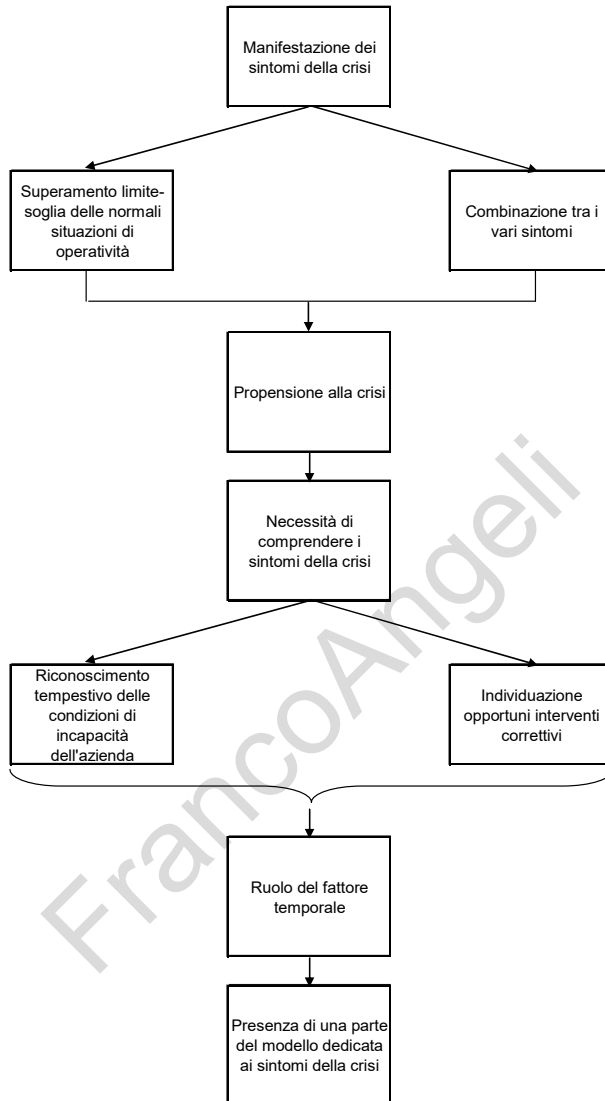 Manifestazione dei
sintomi della crisi
Superamento limite-
soglia delle normali
situazioni di
operatività
Combinazione tra i
vari sintomi
Propensione alla crisi
Necessità di
comprendere i
sintomi della crisi
Riconoscimento
tempestivo delle
condizioni di
incapacità
dell'azienda
Individuazione
opportuni interventi
correttivi
Ruolo del fattore
temporale
Presenza di una parte
del modello dedicata
ai sintomi della crisi
FrancoAngeli